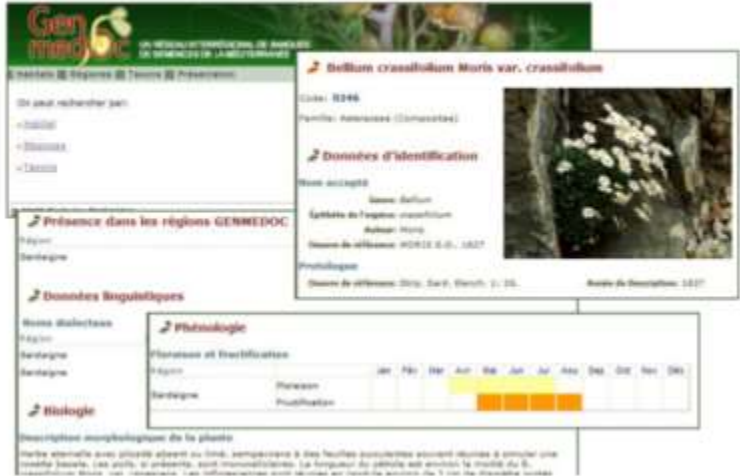 Genmedoc
UN RÉSEAU INTERRÉGIONAL DE BANQUES
DE SEMENCES DE LA MÉDITERRANÉE
Habitats Régions Taxons Présentation
On peut rechercher par:
Habitat
Régions
Taxons
Bellium crassifolium Moris var. crassifolium
Code: 0246
Famille: Asteraceae (Compositae)
Données d'identification
Nom accepté
Genre: Bellium
Épithète de l'espèce: crassifolium
Auteur: Moris
Oeuvre de référence: MORIS G.G., 1827
Protologue
Oeuvre de référence: Stirp. Sard. Elench. 1: 26. Année de Description: 1827
Présence dans les régions GENMEDOC
Région
Sardaigne
Données linguistiques
Noms dialectaux
Région
Sardaigne
Sardaigne
Phénologie
Floraison et fructification
Région Jan Fév Mar Avr Mai Jun Jul Aou Sep Oct Nov Déc
Sardaigne
Floraison
Fructification
Biologie
Description morphologique de la plante